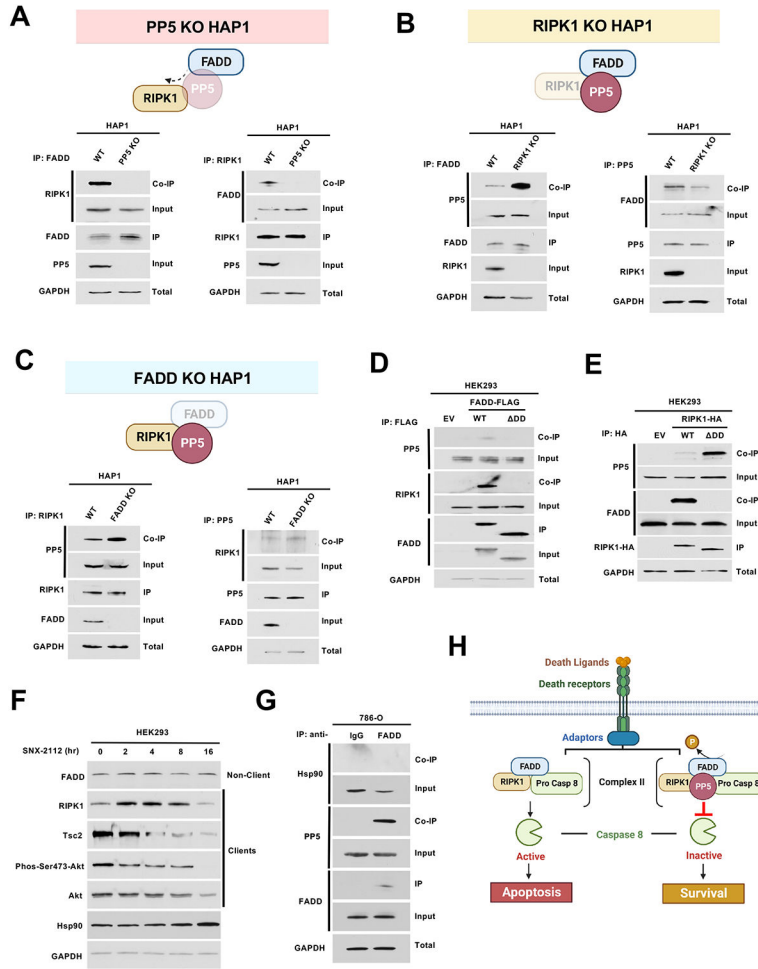 A
PP5 KO HAP1
FADD
PP5
RIPK1
HAP1
IP: FADD
WT
PP5 KO
RIPK1
Co-IP
Input
FADD
IP
PP5
Input
GAPDH
Total
HAP1
IP: RIPK1
WT
PP5 KO
FADD
Co-IP
Input
RIPK1
IP
PP5
Input
GAPDH
Total
B
RIPK1 KO HAP1
FADD
RIPK1
PP5
HAP1
IP: FADD
WT
RIPK1 KO
PP5
Co-IP
Input
FADD
IP
RIPK1
Input
GAPDH
Total
HAP1
IP: PP5
WT
RIPK1 KO
FADD
Co-IP
Input
PP5
IP
RIPK1
Input
GAPDH
Total
C
FADD KO HAP1
FADD
RIPK1
PP5
HAP1
IP: RIPK1
WT
FADD KO
PP5
Co-IP
Input
RIPK1
IP
FADD
Input
GAPDH
Total
HAP1
IP: PP5
WT
FADD KO
RIPK1
Co-IP
Input
PP5
IP
FADD
Input
GAPDH
Total
D
HEK293
FADD-FLAG
IP: FLAG
EV
WT
ΔDD
PP5
Co-IP
Input
RIPK1
Co-IP
Input
FADD
IP
Input
GAPDH
Total
E
HEK293
RIPK1-HA
IP: HA
EV
WT
ΔDD
PP5
Co-IP
Input
FADD
Co-IP
Input
RIPK1-HA
IP
GAPDH
Total
F
HEK293
SNX-2112 (hr)
0 2 4 8 16
FADD
Non-Client
RIPK1
Tsc2
Phos-Ser473-Akt
Clients
Akt
Hsp90
GAPDH
G
786-O
IP: anti-
IgG
FADD
Hsp90
Co-IP
Input
PP5
Co-IP
Input
FADD
IP
Input
GAPDH
Total
H
Death Ligands
Death receptors
Adaptors
P
FADD
RIPK1
Pro Casp 8
Complex II
FADD
RIPK1
PP5
Pro Casp 8
Caspase 8
Active
Inactive
Apoptosis
Survival